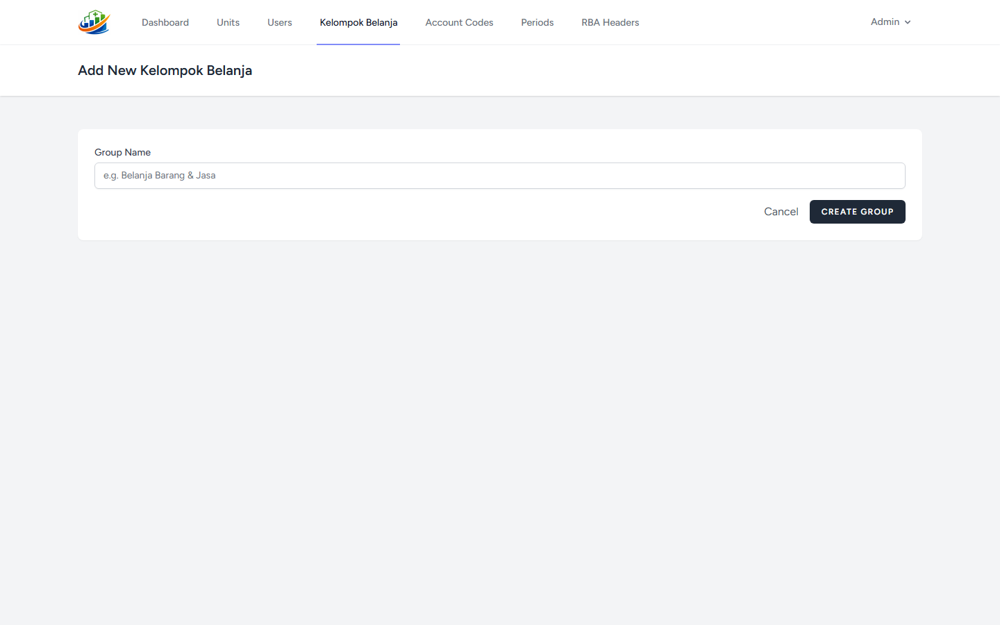 Dashboard Units Users Kelompok Belanja Account Codes Periods RBA Headers Admin
Add New Kelompok Belanja
Group Name
e.g. Belanja Barang & Jasa
Cancel CREATE GROUP